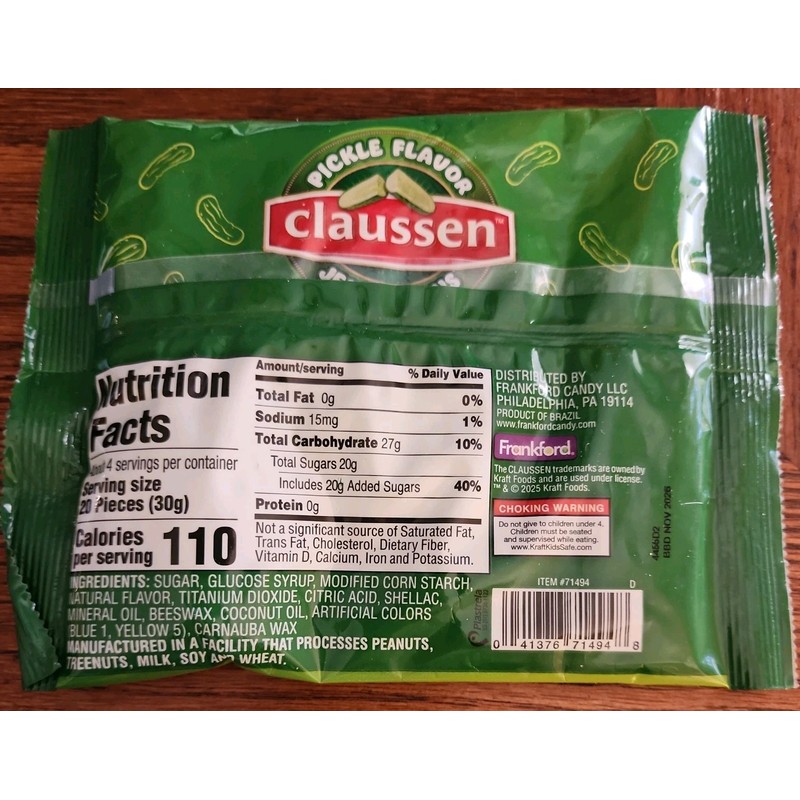 PICKLE FLAVOR
claussen™
Nutrition
Facts
About 4 servings per container
Serving size
20 Pieces (30g)
Calories
per serving 110
Amount/serving % Daily Value
Total Fat 0g 0%
Sodium 15mg 1%
Total Carbohydrate 27g 10%
Total Sugars 20g
Includes 20g Added Sugars 40%
Protein 0g
Not a significant source of Saturated Fat,
Trans Fat, Cholesterol, Dietary Fiber,
Vitamin D, Calcium, Iron and Potassium.
INGREDIENTS: SUGAR, GLUCOSE SYRUP, MODIFIED CORN STARCH,
NATURAL FLAVOR, TITANIUM DIOXIDE, CITRIC ACID, SHELLAC,
MINERAL OIL, BEESWAX, COCONUT OIL, ARTIFICIAL COLORS
(BLUE 1, YELLOW 5), CARNAUBA WAX
MANUFACTURED IN A FACILITY THAT PROCESSES PEANUTS,
TREENUTS, MILK, SOY AND WHEAT.
DISTRIBUTED BY
FRANKFORD CANDY LLC
PHILADELPHIA, PA 19114
PRODUCT OF BRAZIL
www.frankfordcandy.com
Frankford.
The CLAUSSEN trademarks are owned by
Kraft Foods and are used under license.
™ & © 2025 Kraft Foods.
CHOKING WARNING
Do not give to children under 4.
Children must be seated
and supervised while eating.
www.KraftKidsSafe.com
4456D2
BBD NOV 2026
ITEM #71494 D
Plastrela
0 41376 71494 8